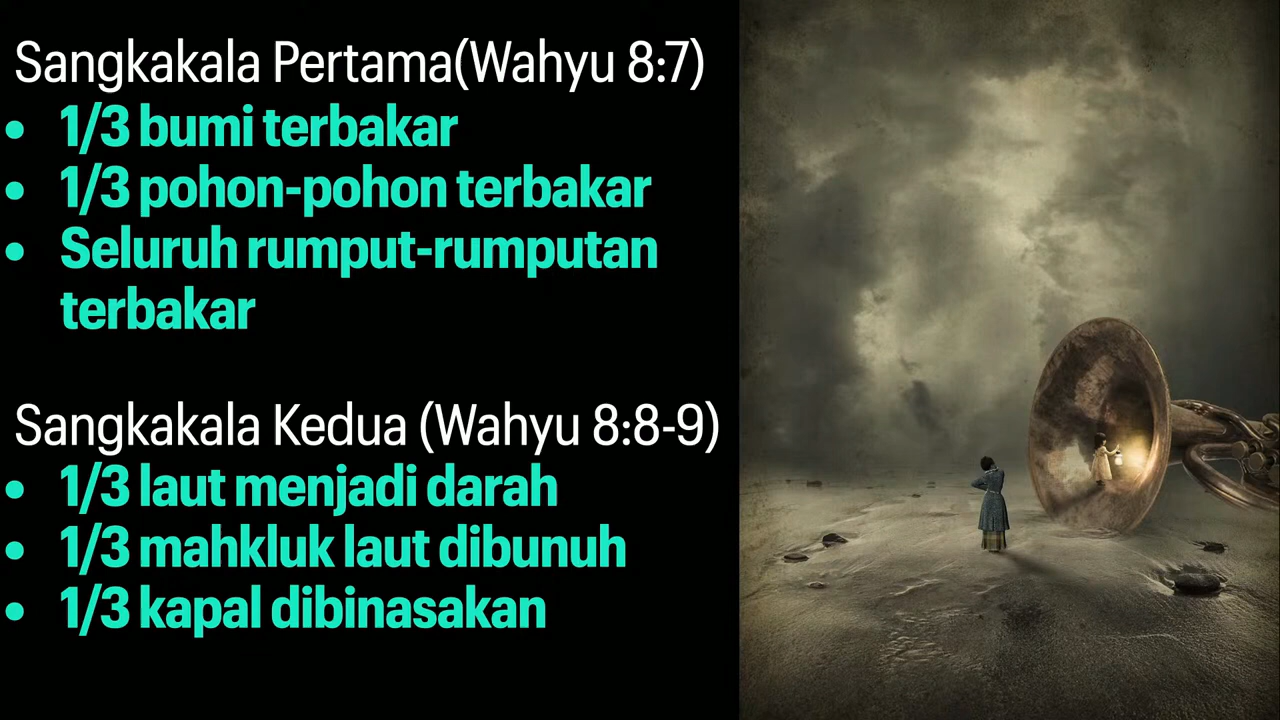 Sangkakala Pertama(Wahyu 8:7)
• 1/3 bumi terbakar
• 1/3 pohon-pohon terbakar
• Seluruh rumput-rumputan
terbakar
Sangkakala Kedua (Wahyu 8:8-9)
• 1/3 laut menjadi darah
• 1/3 mahkluk laut dibunuh
• 1/3 kapal dibinasakan